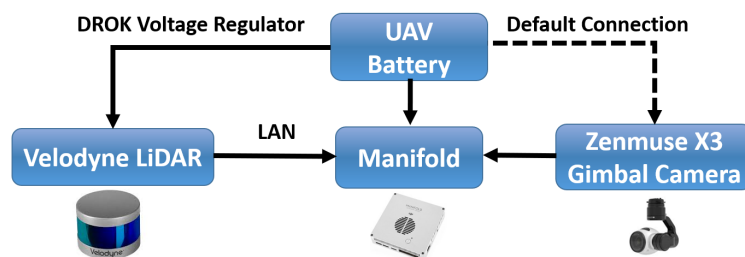 DROK Voltage Regulator
UAV
Battery
Default Connection
LAN
Velodyne LiDAR
Manifold
Zenmuse X3
Gimbal Camera
Velodyne